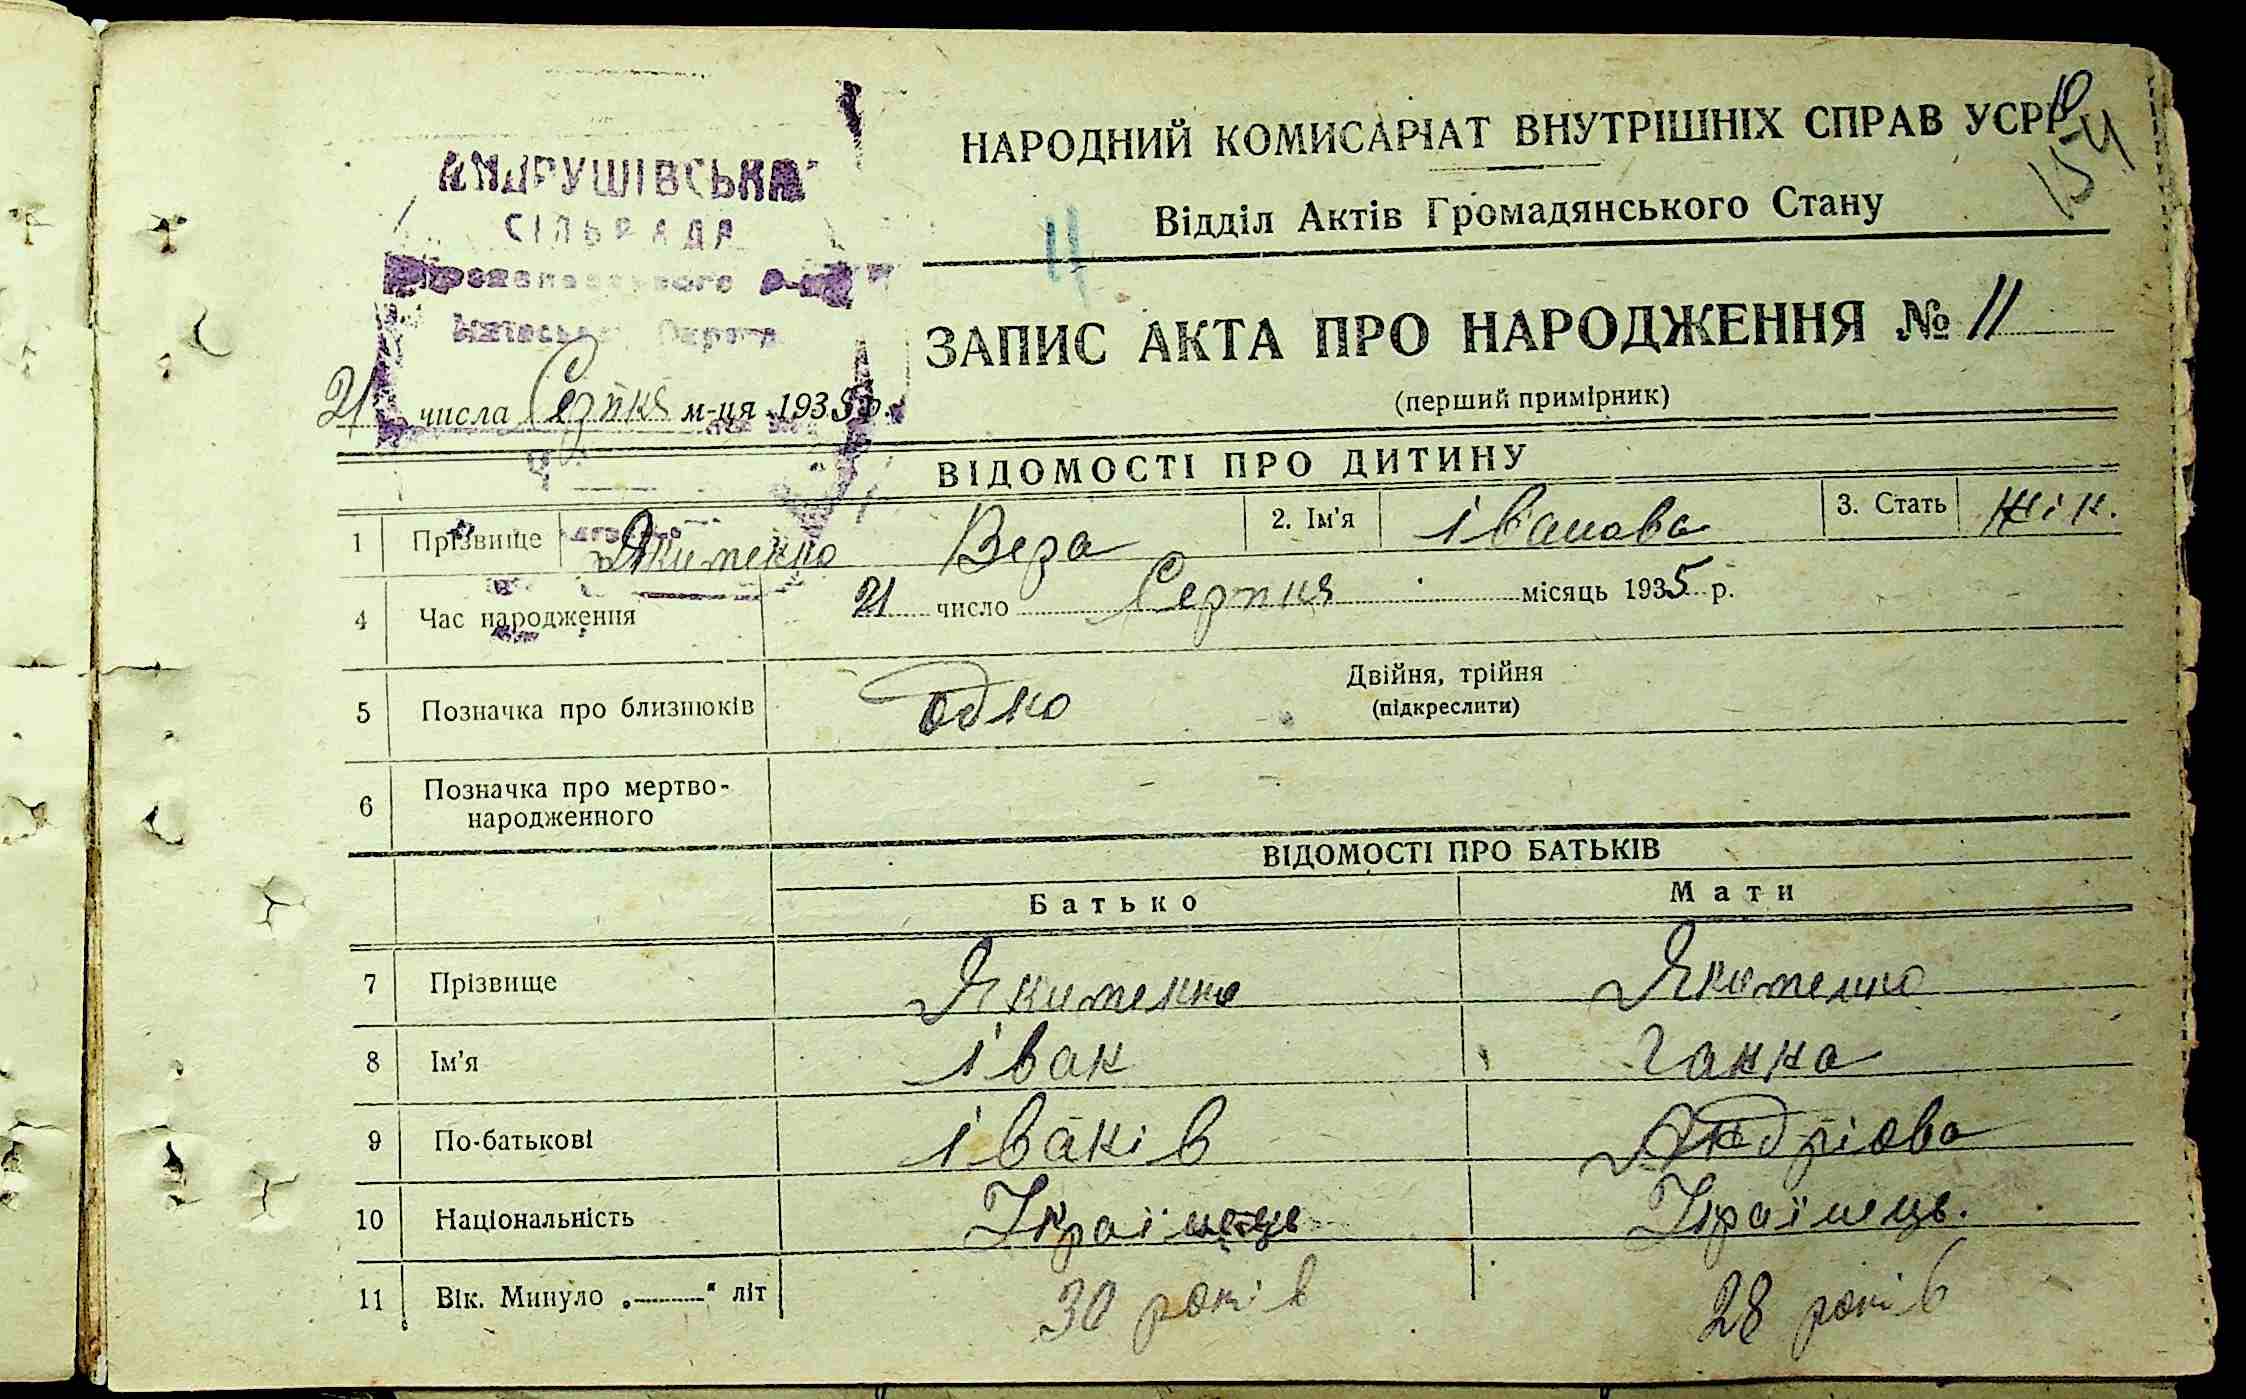 НАРОДНИЙ КОМИСАРІАТ ВНУТРІШНІХ СПРАВ УСРР
Відділ Актів Громадянського Стану
АНДРУШІВСЬКА
СІЛЬРАДА
11
ЗАПИС АКТА ПРО НАРОДЖЕННЯ № 11
(перший примірник)
21 числа Серпня м-ця 1935 р.
ВІДОМОСТІ ПРО ДИТИНУ
1 Прізвище Якименко Вера 2. Ім'я Іванова 3. Стать Жін.
4 Час народження 21 число Серпня місяць 1935 р.
5 Позначка про близнюків Одно Двійня, трійня
(підкреслити)
6 Позначка про мертво-
народженного
ВІДОМОСТІ ПРО БАТЬКІВ
Батько Мати
7 Прізвище Якименко Якименко
8 Ім'я Іван Ганна
9 По-батькові Іванів Андріова
10 Національність Українець Українець.
11 Вік. Минуло „———“ літ 30 років 28 років